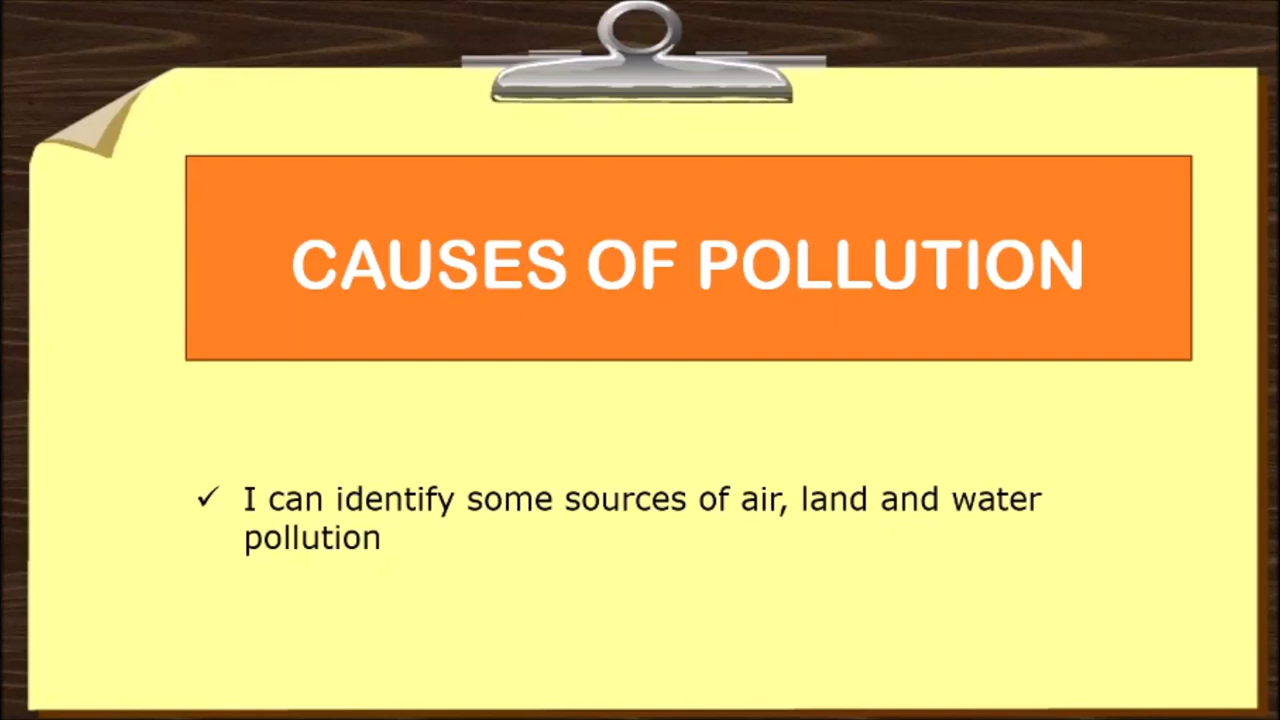 CAUSES OF POLLUTION
✓ I can identify some sources of air, land and water
pollution